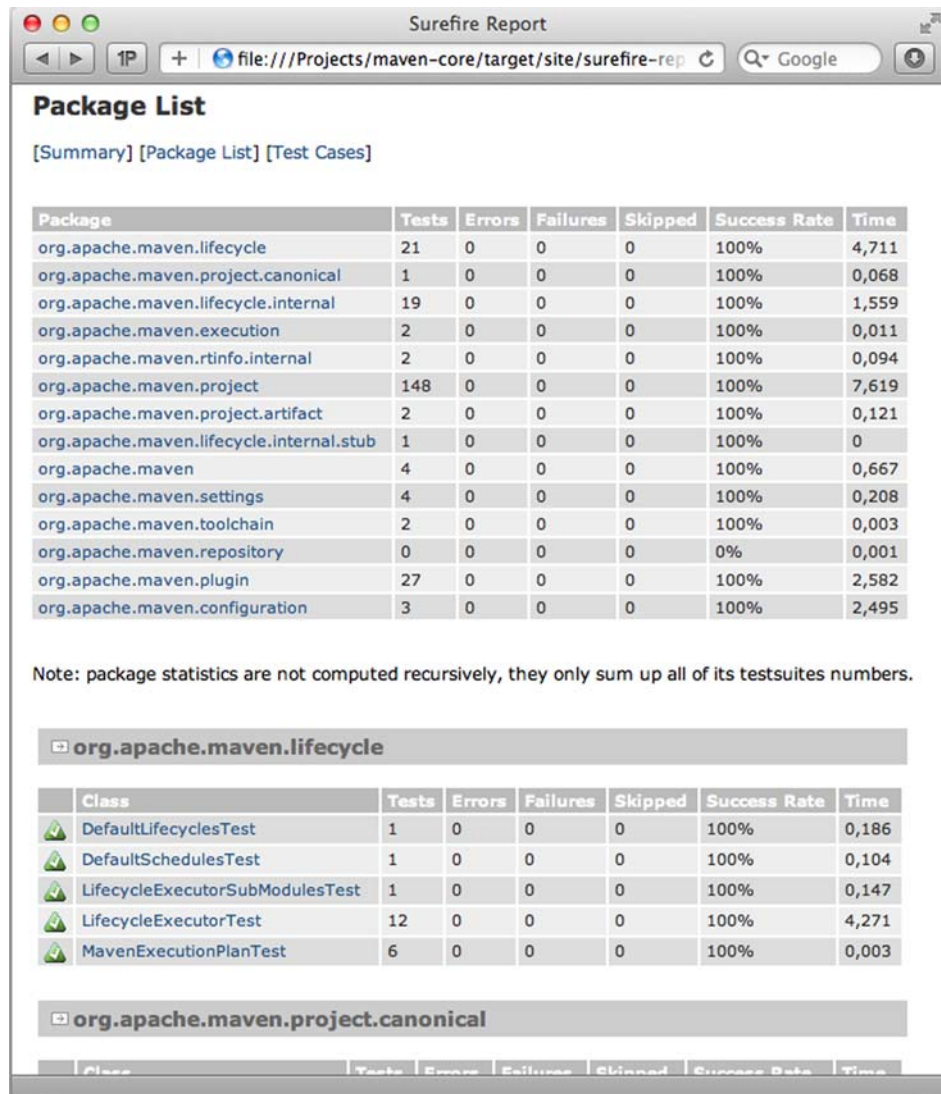 Surefire Report
1P + file:///Projects/maven-core/target/site/surefire-rep Google
Package List
[Summary] [Package List] [Test Cases]
Package Tests Errors Failures Skipped Success Rate Time
org.apache.maven.lifecycle 21 0 0 0 100% 4,711
org.apache.maven.project.canonical 1 0 0 0 100% 0,068
org.apache.maven.lifecycle.internal 19 0 0 0 100% 1,559
org.apache.maven.execution 2 0 0 0 100% 0,011
org.apache.maven.rtinfo.internal 2 0 0 0 100% 0,094
org.apache.maven.project 148 0 0 0 100% 7,619
org.apache.maven.project.artifact 2 0 0 0 100% 0,121
org.apache.maven.lifecycle.internal.stub 1 0 0 0 100% 0
org.apache.maven 4 0 0 0 100% 0,667
org.apache.maven.settings 4 0 0 0 100% 0,208
org.apache.maven.toolchain 2 0 0 0 100% 0,003
org.apache.maven.repository 0 0 0 0 0% 0,001
org.apache.maven.plugin 27 0 0 0 100% 2,582
org.apache.maven.configuration 3 0 0 0 100% 2,495
Note: package statistics are not computed recursively, they only sum up all of its testsuites numbers.
org.apache.maven.lifecycle
Class Tests Errors Failures Skipped Success Rate Time
DefaultLifecyclesTest 1 0 0 0 100% 0,186
DefaultSchedulesTest 1 0 0 0 100% 0,104
LifecycleExecutorSubModulesTest 1 0 0 0 100% 0,147
LifecycleExecutorTest 12 0 0 0 100% 4,271
MavenExecutionPlanTest 6 0 0 0 100% 0,003
org.apache.maven.project.canonical
Class Tests Errors Failures Skipped Success Rate Time